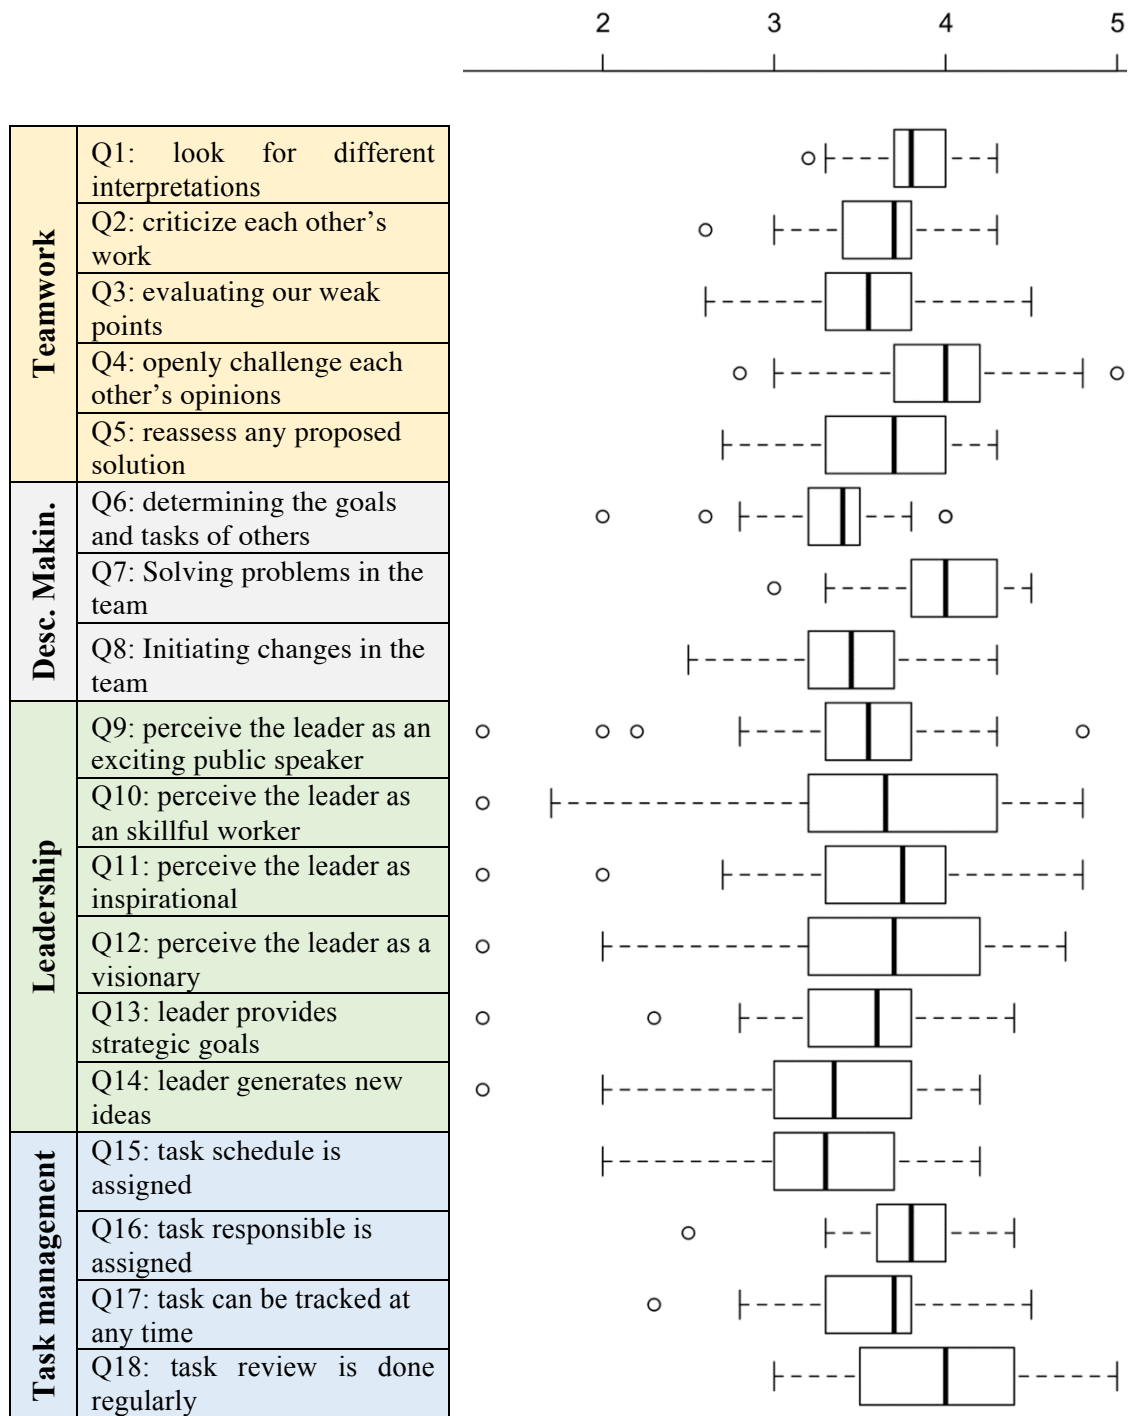 2 3 4 5
Teamwork
Q1: look for different
interpretations
Q2: criticize each other’s
work
Q3: evaluating our weak
points
Q4: openly challenge each
other’s opinions
Q5: reassess any proposed
solution
Desc. Makin.
Q6: determining the goals
and tasks of others
Q7: Solving problems in the
team
Q8: Initiating changes in the
team
Leadership
Q9: perceive the leader as an
exciting public speaker
Q10: perceive the leader as
an skillful worker
Q11: perceive the leader as
inspirational
Q12: perceive the leader as a
visionary
Q13: leader provides
strategic goals
Q14: leader generates new
ideas
Task management
Q15: task schedule is
assigned
Q16: task responsible is
assigned
Q17: task can be tracked at
any time
Q18: task review is done
regularly